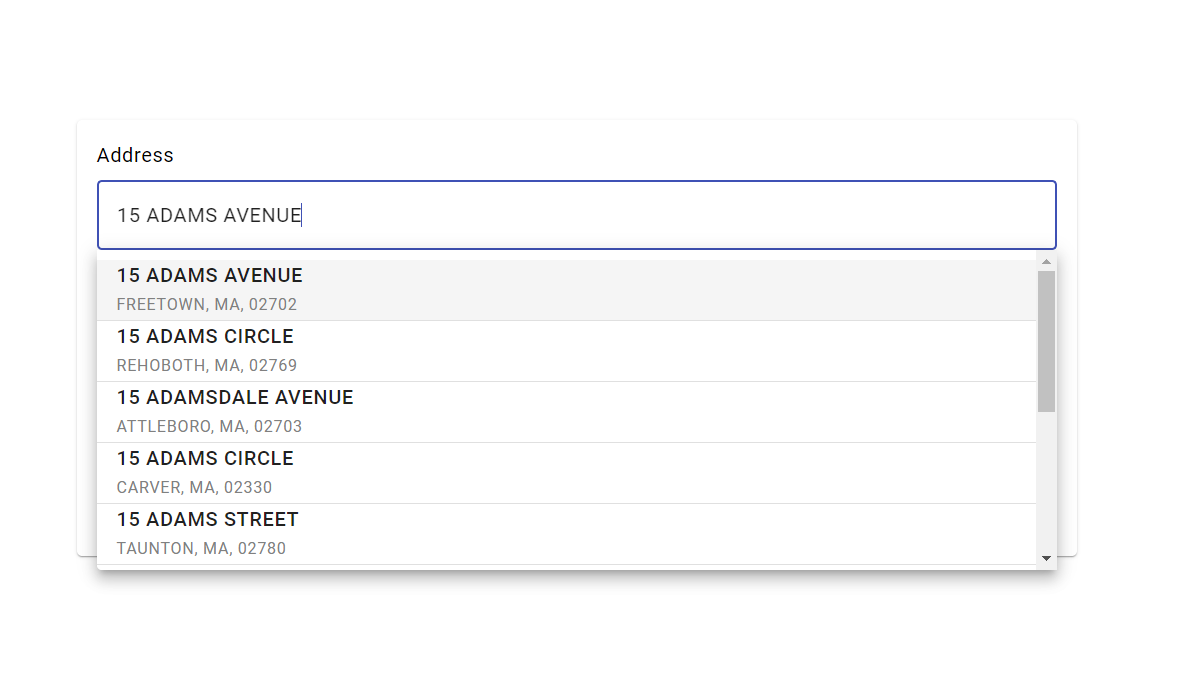 Address
15 ADAMS AVENUE
15 ADAMS AVENUE
FREETOWN, MA, 02702
15 ADAMS CIRCLE
REHOBOTH, MA, 02769
15 ADAMSDALE AVENUE
ATTLEBORO, MA, 02703
15 ADAMS CIRCLE
CARVER, MA, 02330
15 ADAMS STREET
TAUNTON, MA, 02780